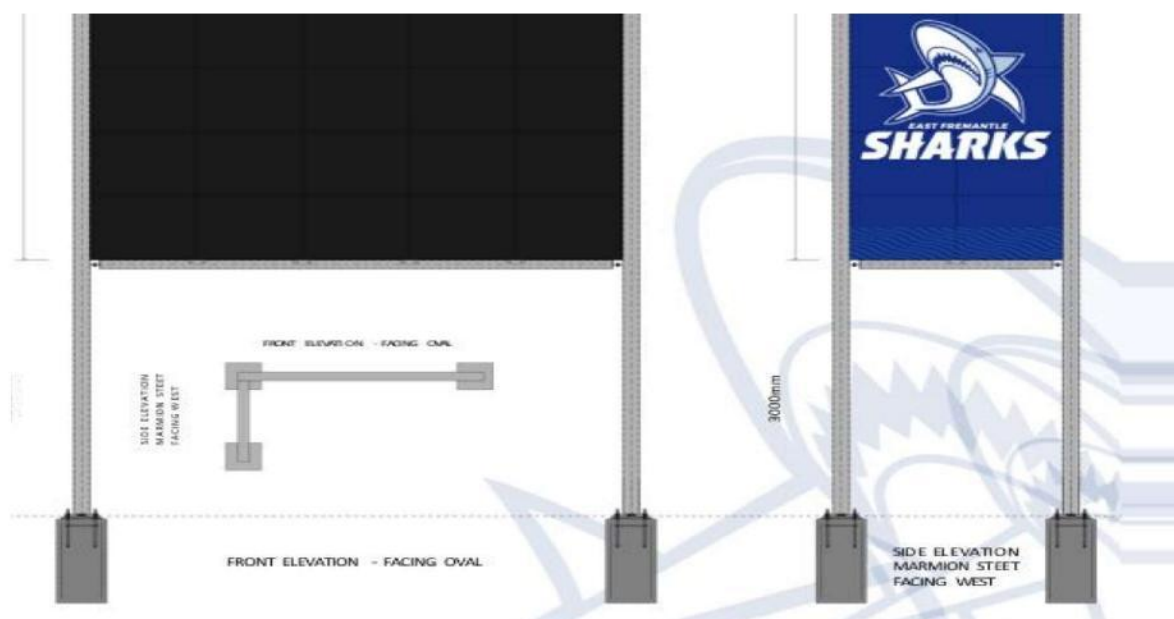 EAST FREMANTLE
SHARKS
FRONT ELEVATION - FACING OVAL
SIDE ELEVATION
MARMION STEET
FACING WEST
3000mm
FRONT ELEVATION - FACING OVAL
SIDE ELEVATION
MARMION STEET
FACING WEST